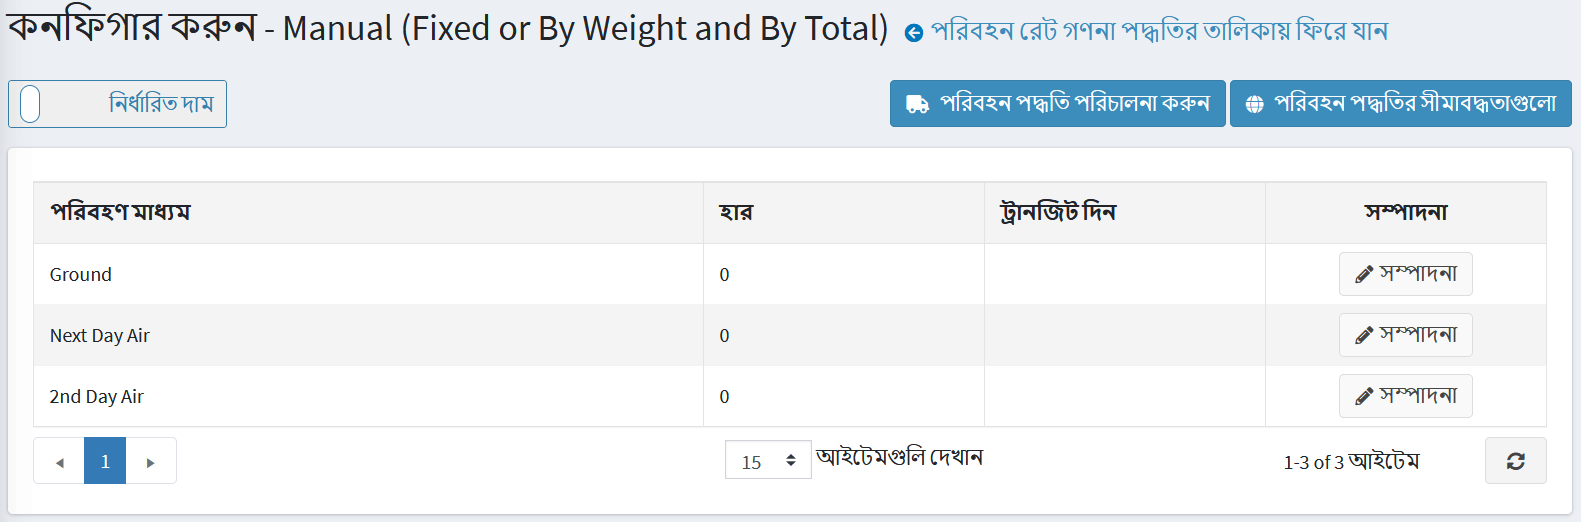 কনফিগার করুন - Manual (Fixed or By Weight and By Total) পরিবহন রেট গণনা পদ্ধতির তালিকায় ফিরে যান
নির্ধারিত দাম পরিবহন পদ্ধতি পরিচালনা করুন পরিবহন পদ্ধতির সীমাবদ্ধতাগুলো
পরিবহণ মাধ্যম হার ট্রানজিট দিন সম্পাদনা
Ground 0 সম্পাদনা
Next Day Air 0 সম্পাদনা
2nd Day Air 0 সম্পাদনা
1 15 আইটেমগুলি দেখান 1-3 of 3 আইটেম